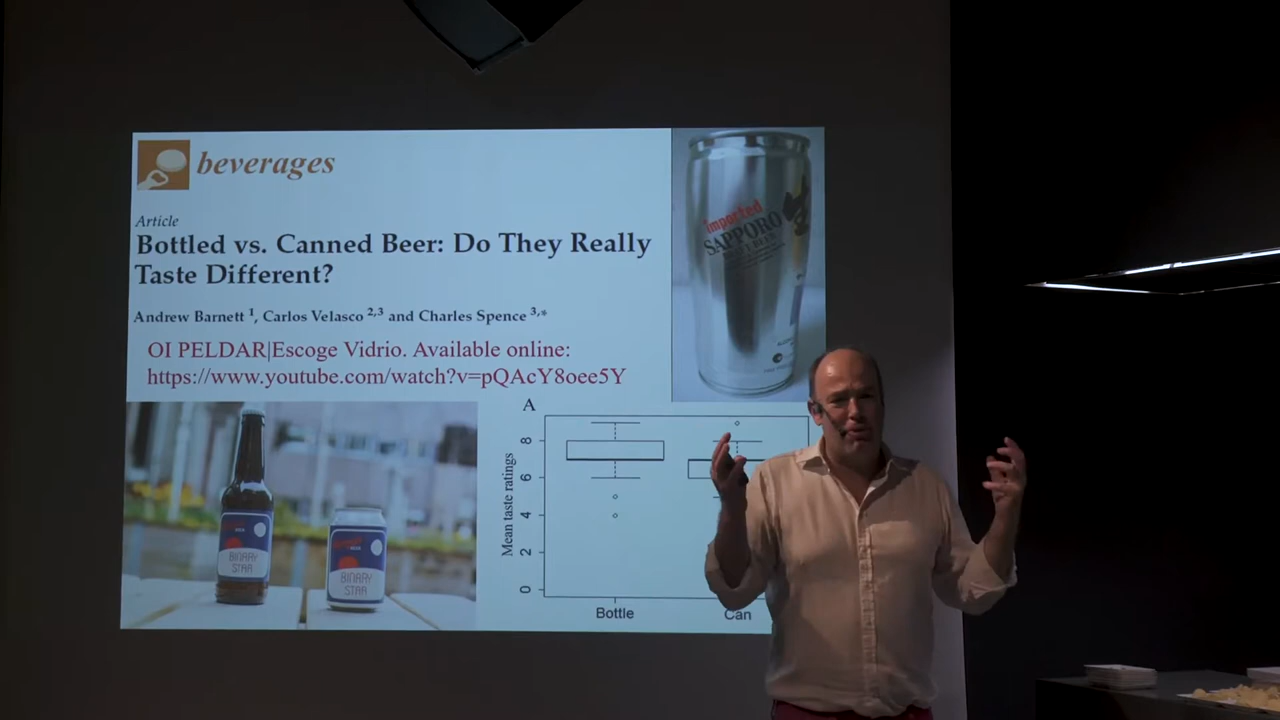 beverages
Article
Bottled vs. Canned Beer: Do They Really
Taste Different?
Andrew Barnett 1, Carlos Velasco 2,3 and Charles Spence 3,*
OI PELDAR|Escoge Vidrio. Available online:
https://www.youtube.com/watch?v=pQAcY8oee5Y
imported
SAPPORO
BINARY
STAR
BINARY
STAR
A
Mean taste ratings
8
6
4
2
0
Bottle
Can